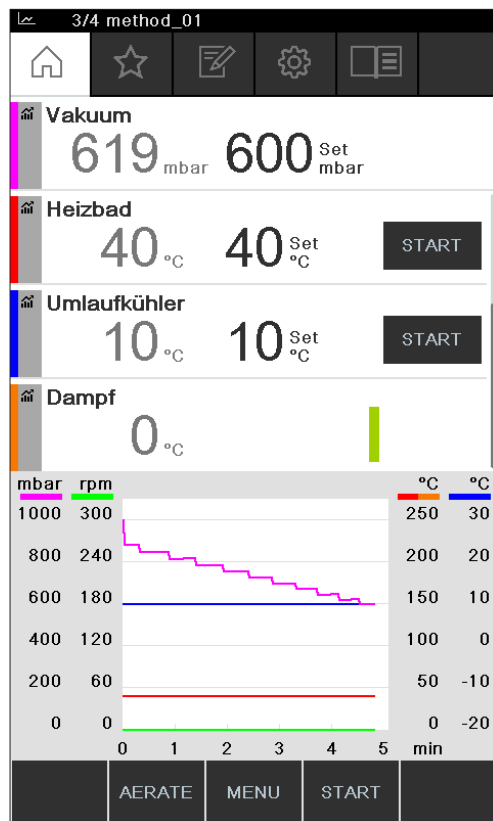 3/4 method_01
Vakuum
619 mbar 600 Set mbar
Heizbad
40 °C 40 Set °C START
Umlaufkühler
10 °C 10 Set °C START
Dampf
0 °C
mbar rpm °C °C
1000 300 250 30
800 240 200 20
600 180 150 10
400 120 100 0
200 60 50 -10
0 0 0 -20
0 1 2 3 4 5 min
AERATE MENU START